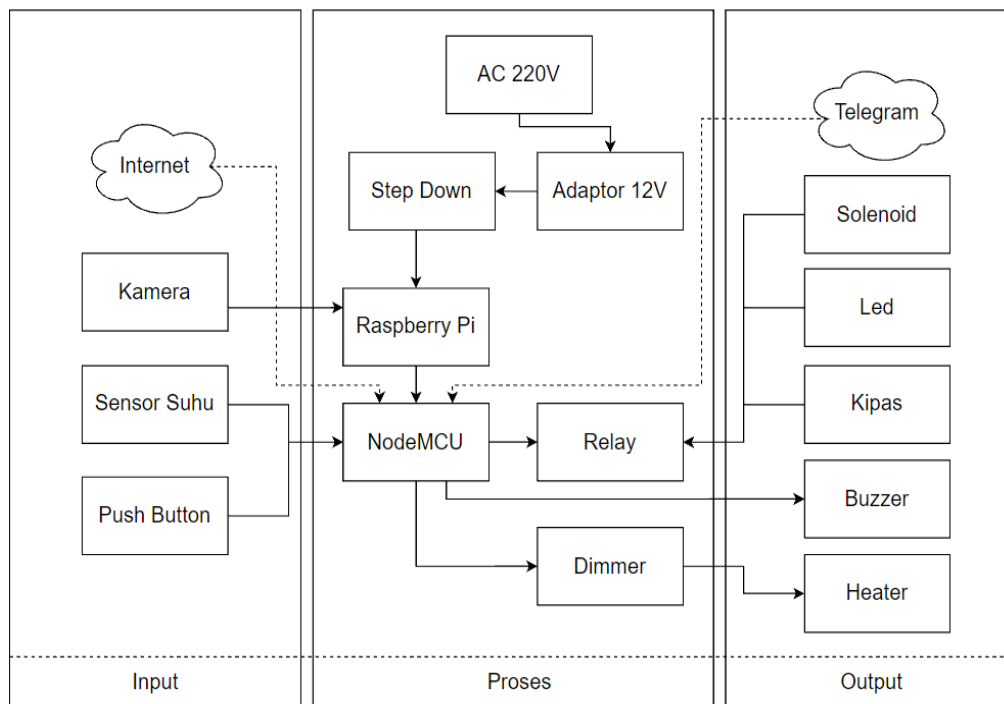 Internet
Kamera
Sensor Suhu
Push Button
Input
AC 220V
Step Down
Adaptor 12V
Raspberry Pi
NodeMCU
Relay
Dimmer
Proses
Telegram
Solenoid
Led
Kipas
Buzzer
Heater
Output